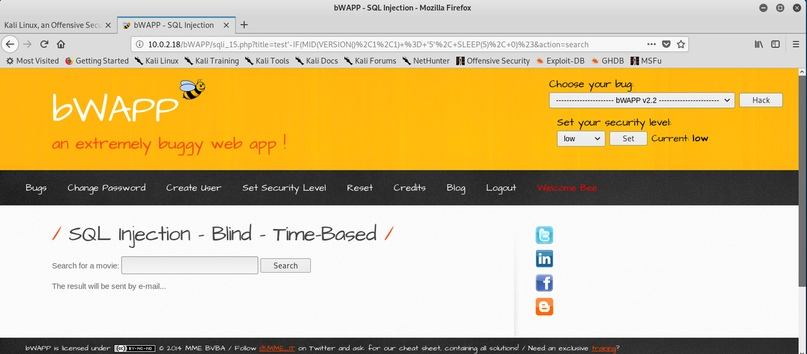 bWAPP - SQL Injection - Mozilla Firefox
Kali Linux, an Offensive Secu
bWAPP - SQL Injection
10.0.2.18/bWAPP/sqli_15.php?title=test'-IF(MID(VERSION()%2C1%2C1)+%3D+'5'%2C+SLEEP(5)%2C+0)%23&action=search
Most Visited Getting Started Kali Linux Kali Training Kali Tools Kali Docs Kali Forums NetHunter Offensive Security Exploit-DB GHDB MSFu
bWAPP
an extremely buggy web app !
Choose your bug:
---------------------- bWAPP v2.2 ---------------------- Hack
Set your security level:
low Set Current: low
Bugs Change Password Create User Set Security Level Reset Credits Blog Logout Welcome Bee
/ SQL Injection - Blind - Time-Based /
Search for a movie: Search
The result will be sent by e-mail...
bWAPP is licensed under © 2014 MME BVBA / Follow @MME_IT on Twitter and ask for our cheat sheet, containing all solutions! / Need an exclusive training?